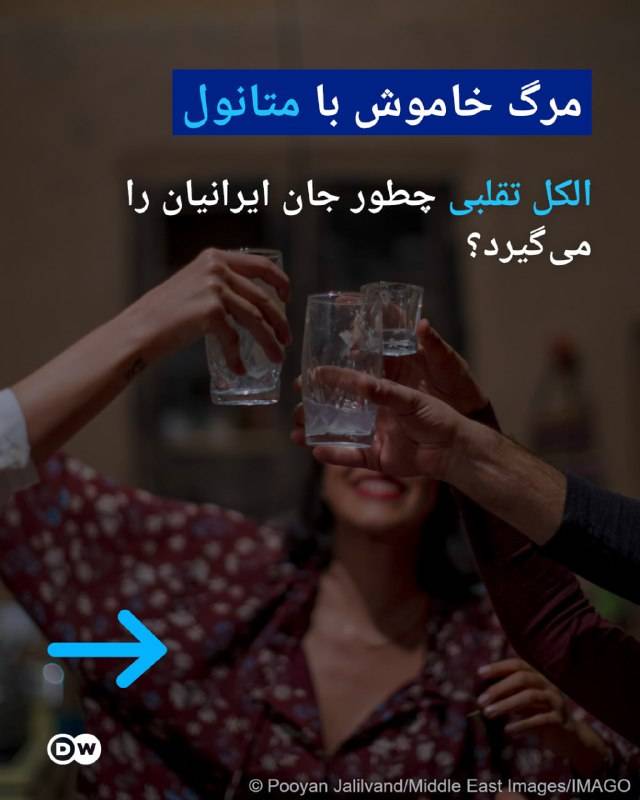 مرگ خاموش با متانول
الکل تقلبی چطور جان ایرانیان را
می‌گیرد؟
DW
© Pooyan Jalilvand/Middle East Images/IMAGO